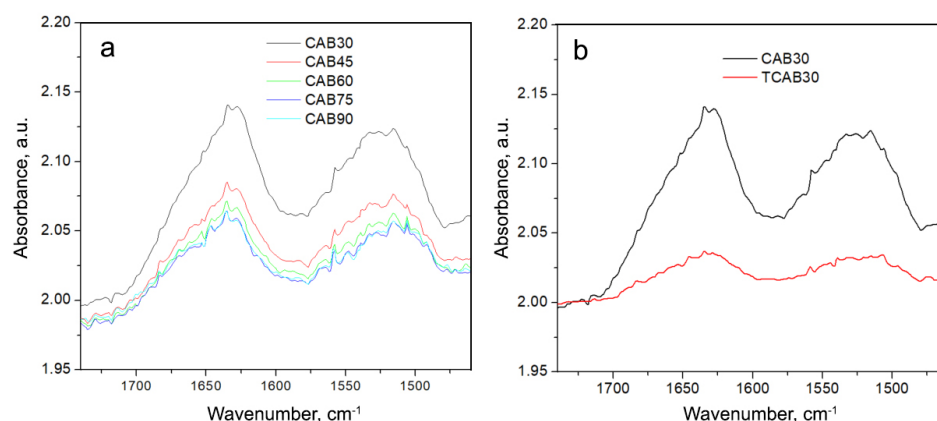 a
CAB30
CAB45
CAB60
CAB75
CAB90
2.20
2.15
2.10
2.05
2.00
1.95
Absorbance, a.u.
1700
1650
1600
1550
1500
Wavenumber, cm⁻¹
b
CAB30
TCAB30
2.20
2.15
2.10
2.05
2.00
1.95
Absorbance, a.u.
1700
1650
1600
1550
1500
Wavenumber, cm⁻¹